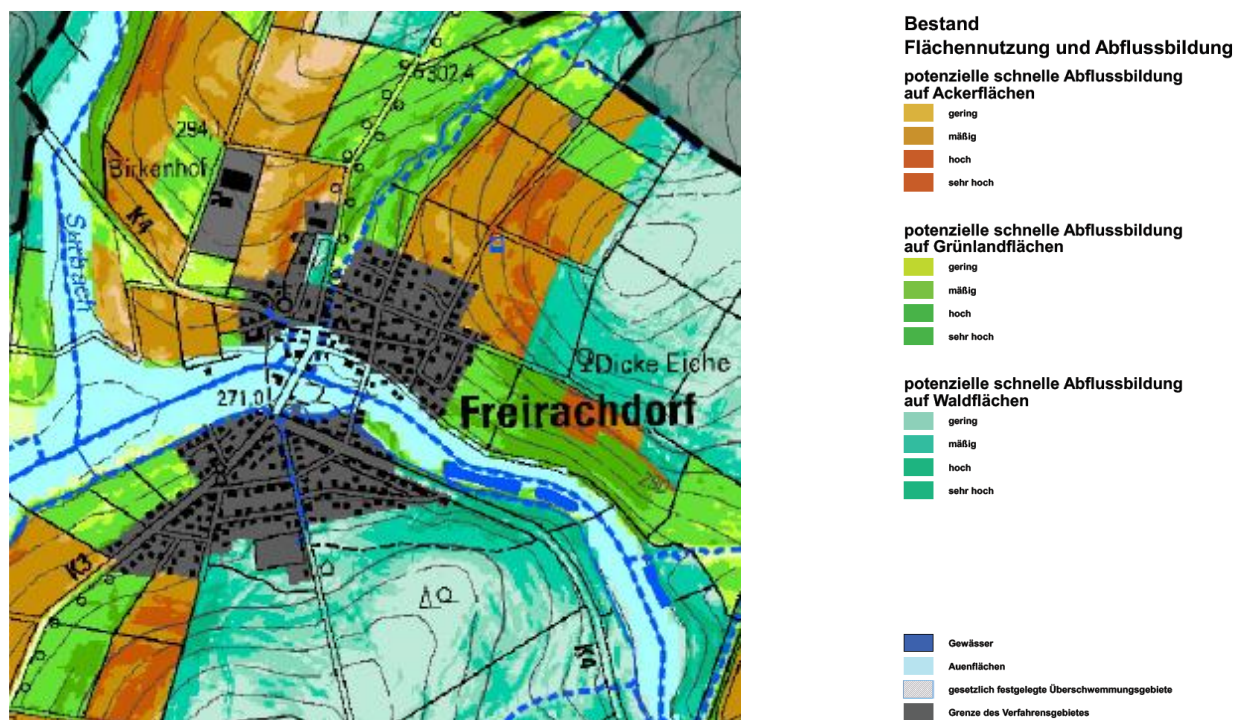 302,4
294,1
Birkenhof
K4
Saubach
Dicke Eiche
271,0
Freirachdorf
K3
K4
Bestand
Flächennutzung und Abflussbildung
potenzielle schnelle Abflussbildung
auf Ackerflächen
gering
mäßig
hoch
sehr hoch
potenzielle schnelle Abflussbildung
auf Grünlandflächen
gering
mäßig
hoch
sehr hoch
potenzielle schnelle Abflussbildung
auf Waldflächen
gering
mäßig
hoch
sehr hoch
Gewässer
Auenflächen
gesetzlich festgelegte Überschwemmungsgebiete
Grenze des Verfahrensgebietes